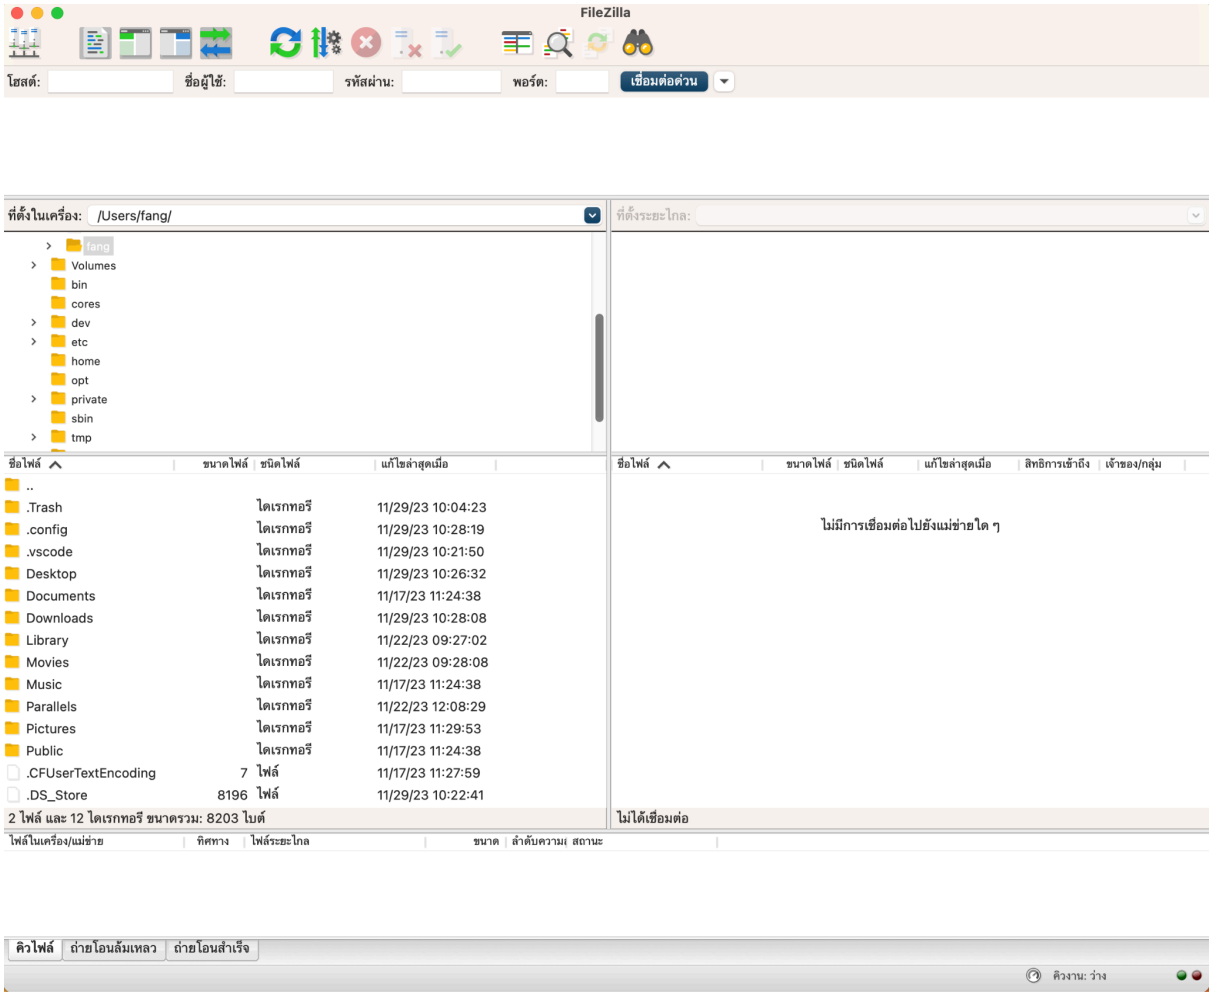 FileZilla
โฮสต์: ชื่อผู้ใช้: รหัสผ่าน: พอร์ต: เชื่อมต่อด่วน
ที่ตั้งในเครื่อง: /Users/fang/
ที่ตั้งระยะไกล:
fang
Volumes
bin
cores
dev
etc
home
opt
private
sbin
tmp
ชื่อไฟล์ ขนาดไฟล์ ชนิดไฟล์ แก้ไขล่าสุดเมื่อ
..
.Trash ไดเรกทอรี 11/29/23 10:04:23
.config ไดเรกทอรี 11/29/23 10:28:19
.vscode ไดเรกทอรี 11/29/23 10:21:50
Desktop ไดเรกทอรี 11/29/23 10:26:32
Documents ไดเรกทอรี 11/17/23 11:24:38
Downloads ไดเรกทอรี 11/29/23 10:28:08
Library ไดเรกทอรี 11/22/23 09:27:02
Movies ไดเรกทอรี 11/22/23 09:28:08
Music ไดเรกทอรี 11/17/23 11:24:38
Parallels ไดเรกทอรี 11/22/23 12:08:29
Pictures ไดเรกทอรี 11/17/23 11:29:53
Public ไดเรกทอรี 11/17/23 11:24:38
.CFUserTextEncoding 7 ไฟล์ 11/17/23 11:27:59
.DS_Store 8196 ไฟล์ 11/29/23 10:22:41
2 ไฟล์ และ 12 ไดเรกทอรี ขนาดรวม: 8203 ไบต์
ชื่อไฟล์ ขนาดไฟล์ ชนิดไฟล์ แก้ไขล่าสุดเมื่อ สิทธิการเข้าถึง เจ้าของ/กลุ่ม
ไม่มีการเชื่อมต่อไปยังแม่ข่ายใด ๆ
ไม่ได้เชื่อมต่อ
ไฟล์ในเครื่อง/แม่ข่าย ทิศทาง ไฟล์ระยะไกล ขนาด ลำดับความ สถานะ
คิวไฟล์ ถ่ายโอนล้มเหลว ถ่ายโอนสำเร็จ
คิวงาน: ว่าง